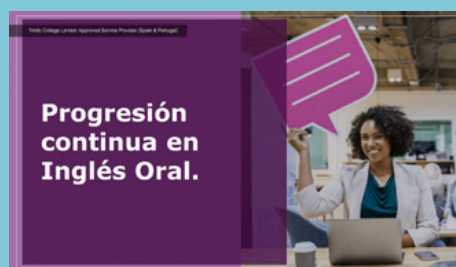 Trinity College London Approved Service Provider (Spain & Portugal)
Progresión
continua en
Inglés Oral.